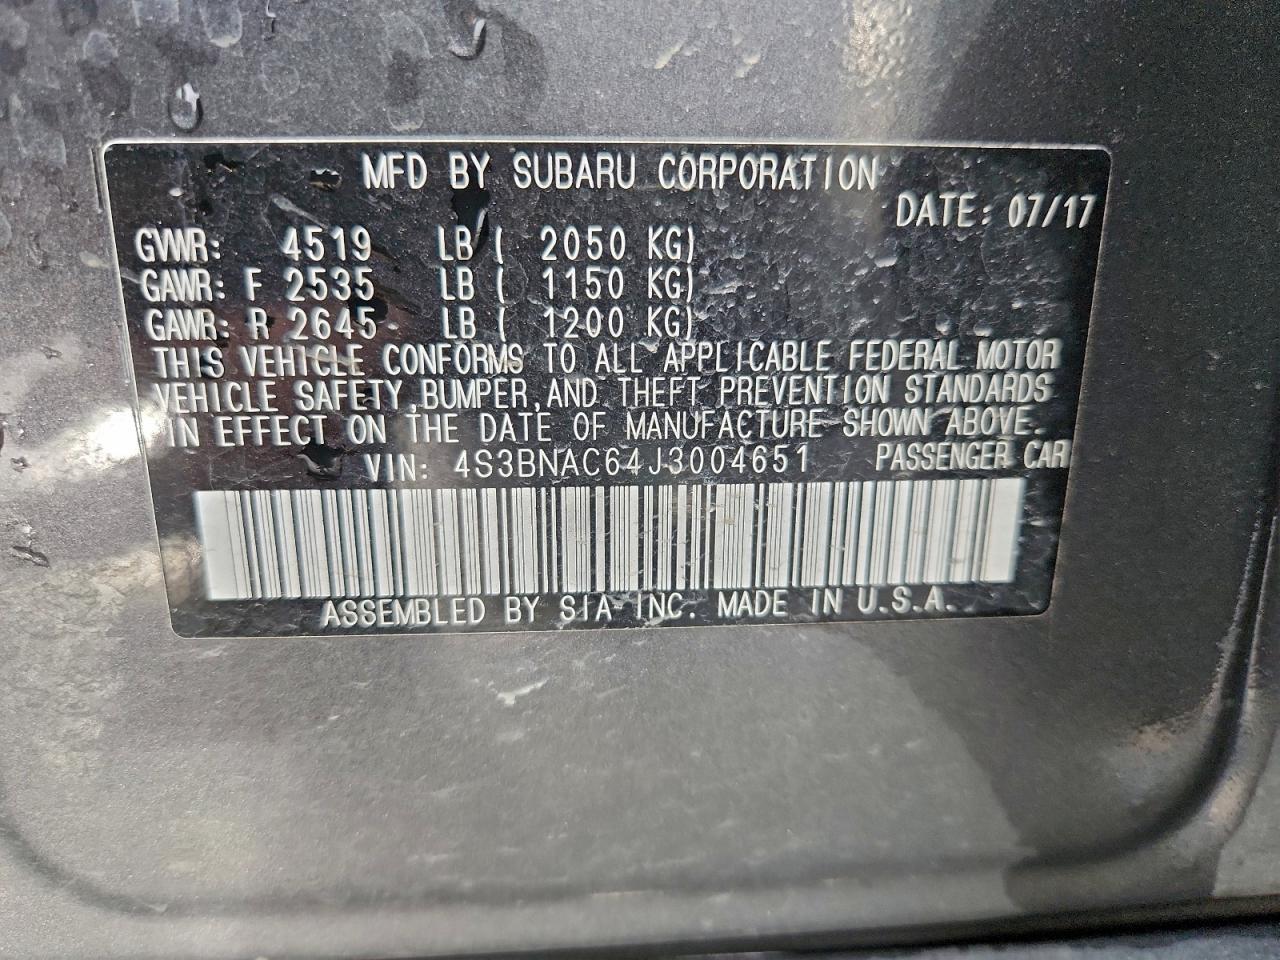 MFD BY SUBARU CORPORATION
DATE: 07/17
GVWR: 4519 LB ( 2050 KG)
GAWR: F 2535 LB ( 1150 KG)
GAWR: R 2645 LB ( 1200 KG)
THIS VEHICLE CONFORMS TO ALL APPLICABLE FEDERAL MOTOR
VEHICLE SAFETY,BUMPER,AND THEFT PREVENTION STANDARDS
IN EFFECT ON THE DATE OF MANUFACTURE SHOWN ABOVE.
VIN: 4S3BNAC64J3004651 PASSENGER CAR
ASSEMBLED BY SIA INC. MADE IN U.S.A.